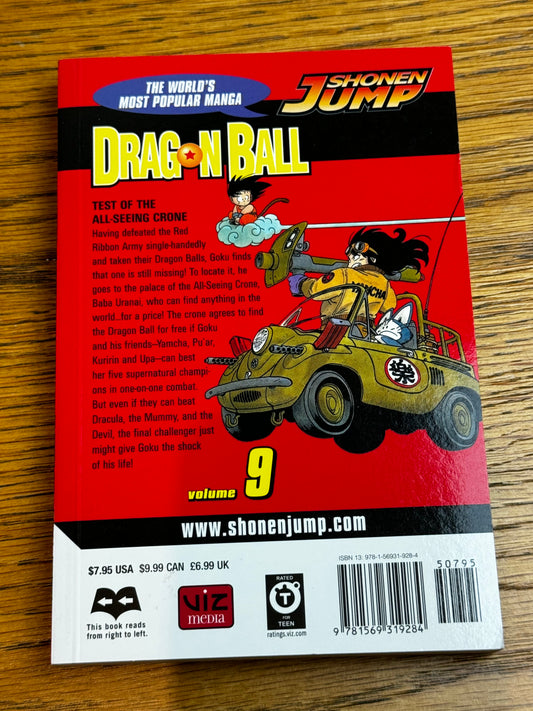 THE WORLD'S
MOST POPULAR MANGA
SHONEN
JUMP
DRAGON BALL
TEST OF THE
ALL-SEEING CRONE
Having defeated the Red
Ribbon Army single-handedly
and taken their Dragon Balls, Goku finds
that one is still missing! To locate it, he
goes to the palace of the All-Seeing Crone,
Baba Uranai, who can find anything in the
world...for a price! The crone agrees to find
the Dragon Ball for free if Goku
and his friends–Yamcha, Pu'ar
Kuririn and Upa–can best
her five supernatural champi-
ons in one-on-one combat.
But even if they can beat
Dracula, the Mummy, and the
Devil, the final challenger just
might give Goku the shock
of his life!
YAMCHA
樂
volume 9
www.shonenjump.com
$7.95 USA $9.99 CAN £6.99 UK
ISBN 13: 978-1-56931-928-4
50795
This book reads
from right to left.
VIZ
MEDIA
RATED
T
FOR
TEEN
ratings.viz.com
9 781569 319284